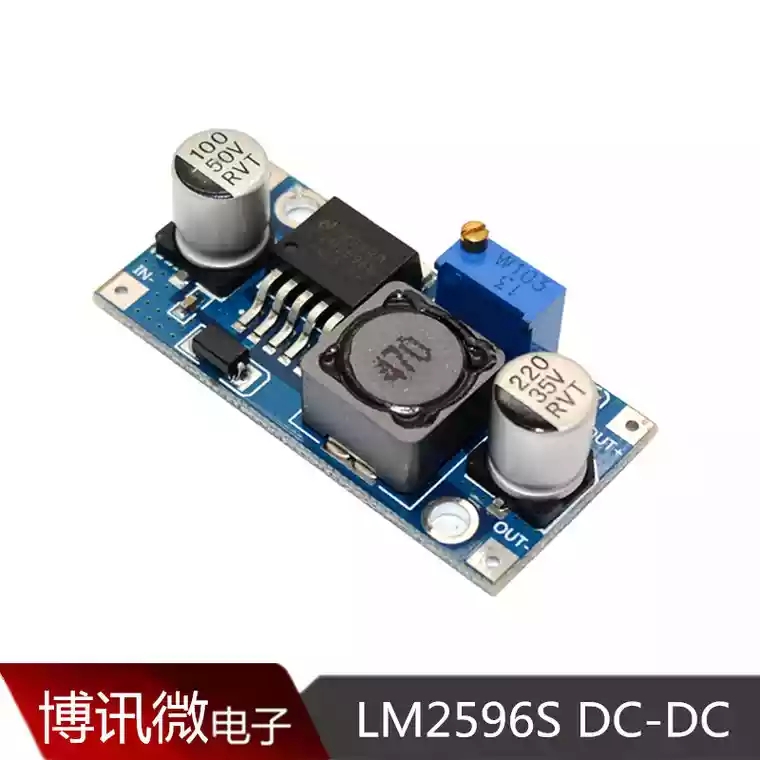 100
50V
RVT
IN-
W103
13
470
220
35V
RVT
OUT+
OUT-
博讯微电子
LM2596S DC-DC